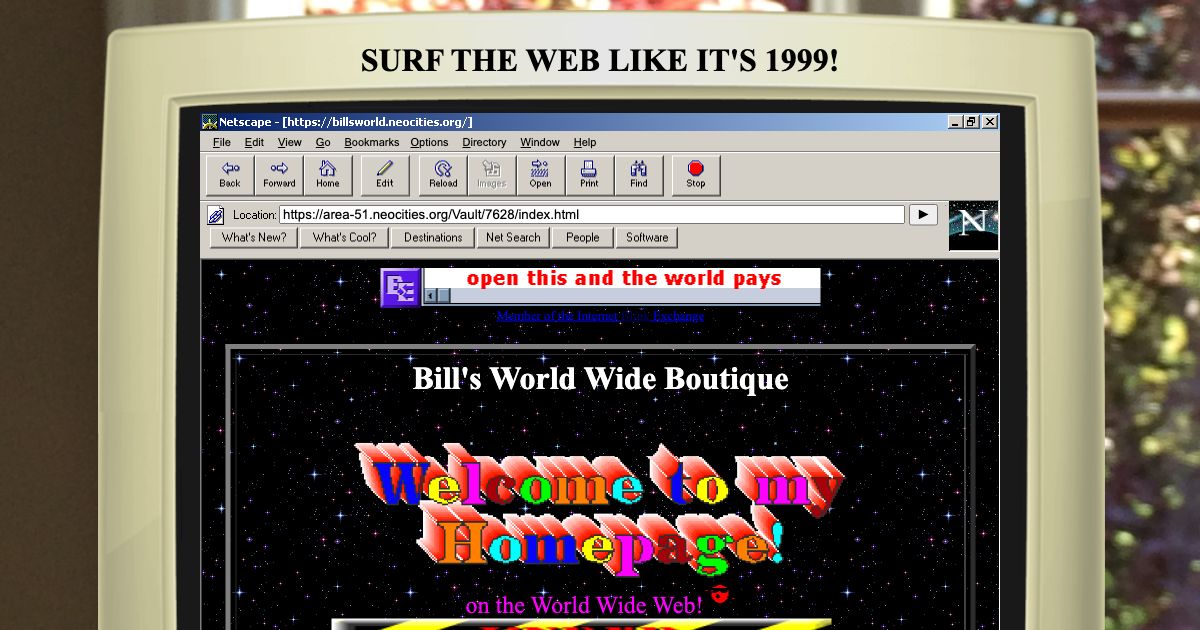 SURF THE WEB LIKE IT'S 1999!
Netscape - [https://billsworld.neocities.org/]
File Edit View Go Bookmarks Options Directory Window Help
Back Forward Home Edit Reload Images Open Print Find Stop
Location: https://area-51.neocities.org/Vault/7628/index.html
N
What's New? What's Cool? Destinations Net Search People Software
open this and the world pays
Member of the Internet Link Exchange
Bill's World Wide Boutique
Welcome to my
Homepage!
on the World Wide Web!